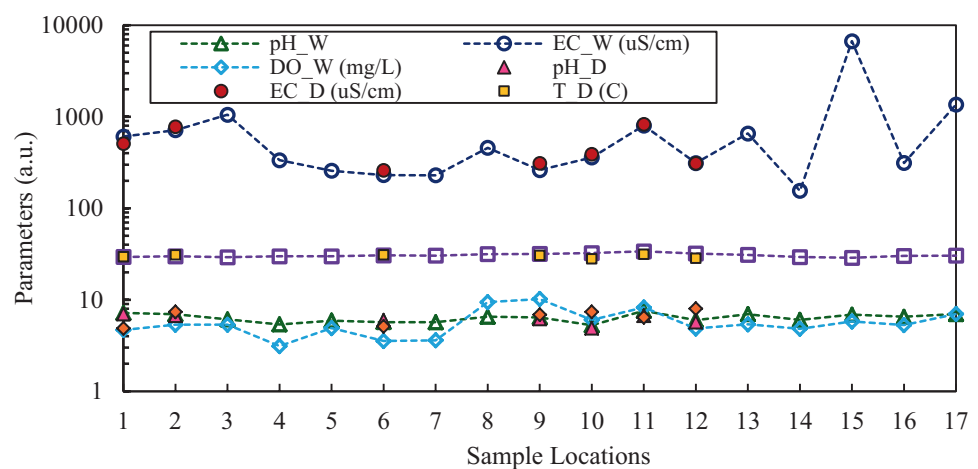 10000
1000
100
10
1
Parameters (a.u.)
pH_W
EC_W (uS/cm)
DO_W (mg/L)
pH_D
EC_D (uS/cm)
T_D (C)
1 2 3 4 5 6 7 8 9 10 11 12 13 14 15 16 17
Sample Locations